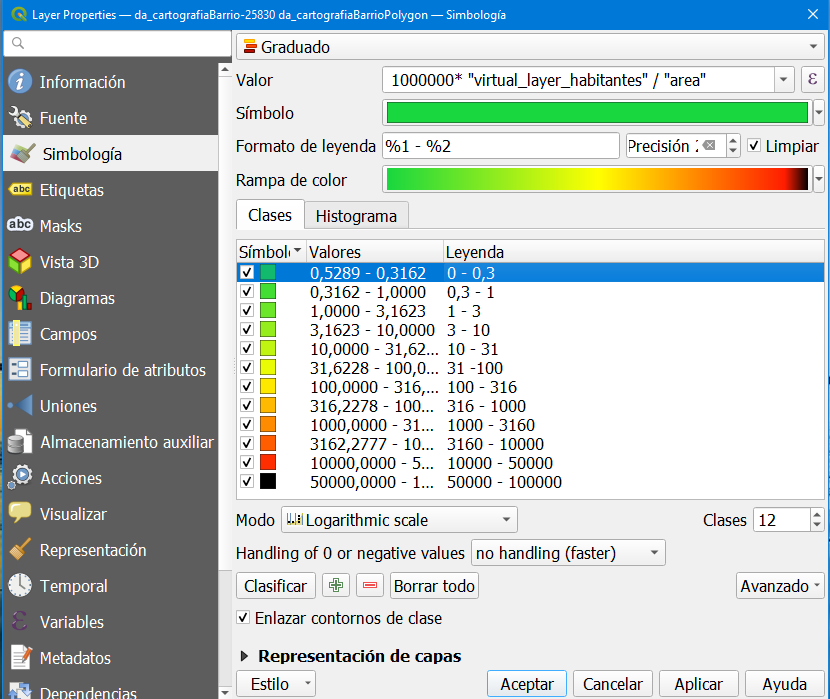 Layer Properties — da_cartografiaBarrio-25830 da_cartografiaBarrioPolygon — Simbología
Información
Fuente
Simbología
abc Etiquetas
abc Masks
Vista 3D
Diagramas
Campos
Formulario de atributos
Uniones
Almacenamiento auxiliar
Acciones
Visualizar
Representación
Temporal
Variables
Metadatos
Dependencias
Graduado
Valor 1000000* "virtual_layer_habitantes" / "area" ε
Símbolo
Formato de leyenda %1 - %2 Precisión Limpiar
Rampa de color
Clases Histograma
Símbol Valores Leyenda
0,5289 - 0,3162 0 - 0,3
0,3162 - 1,0000 0,3 - 1
1,0000 - 3,1623 1 - 3
3,1623 - 10,0000 3 - 10
10,0000 - 31,62... 10 - 31
31,6228 - 100,0... 31 -100
100,0000 - 316,... 100 - 316
316,2278 - 100... 316 - 1000
1000,0000 - 31... 1000 - 3160
3162,2777 - 10... 3160 - 10000
10000,0000 - 5... 10000 - 50000
50000,0000 - 1... 50000 - 100000
Modo Logarithmic scale Clases 12
Handling of 0 or negative values no handling (faster)
Clasificar Borrar todo Avanzado
Enlazar contornos de clase
Representación de capas
Estilo Aceptar Cancelar Aplicar Ayuda